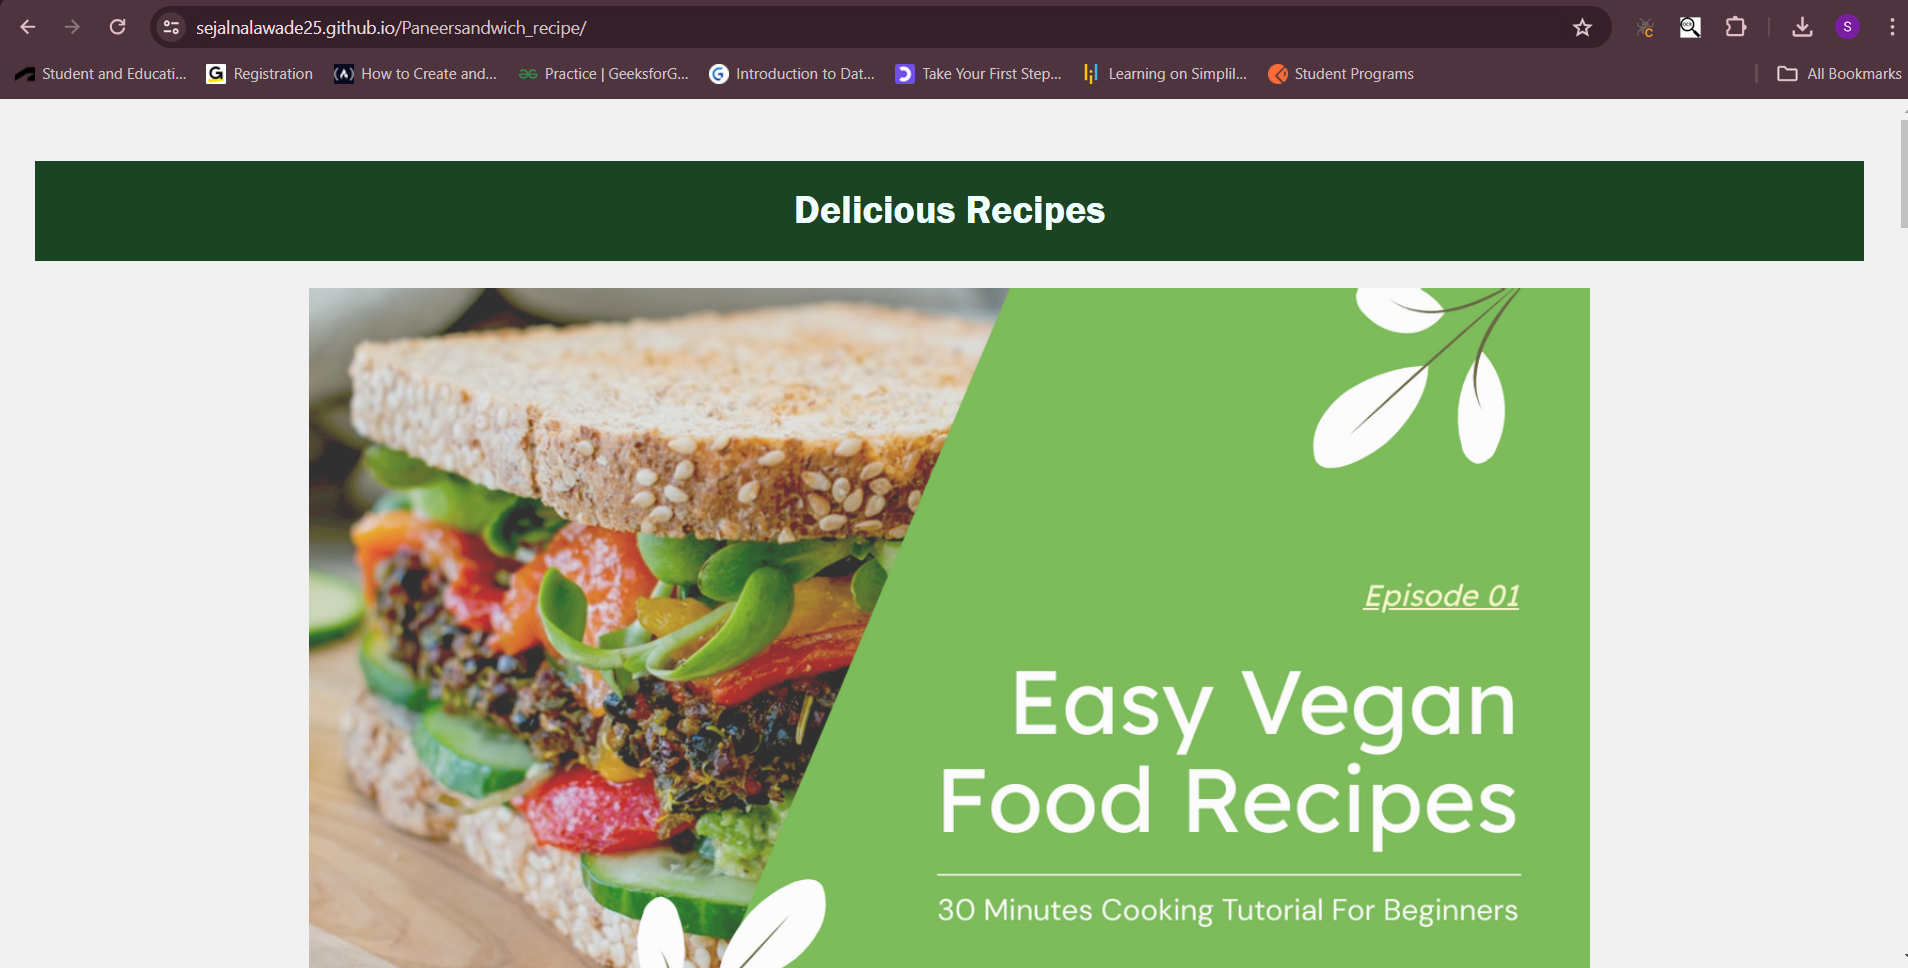 sejalnalawade25.github.io/Paneersandwich_recipe/
S
Student and Educati...
G Registration
How to Create and...
Practice | GeeksforG...
Introduction to Dat...
Take Your First Step...
Learning on Simplil...
Student Programs
All Bookmarks
Delicious Recipes
Episode 01
Easy Vegan
Food Recipes
30 Minutes Cooking Tutorial For Beginners